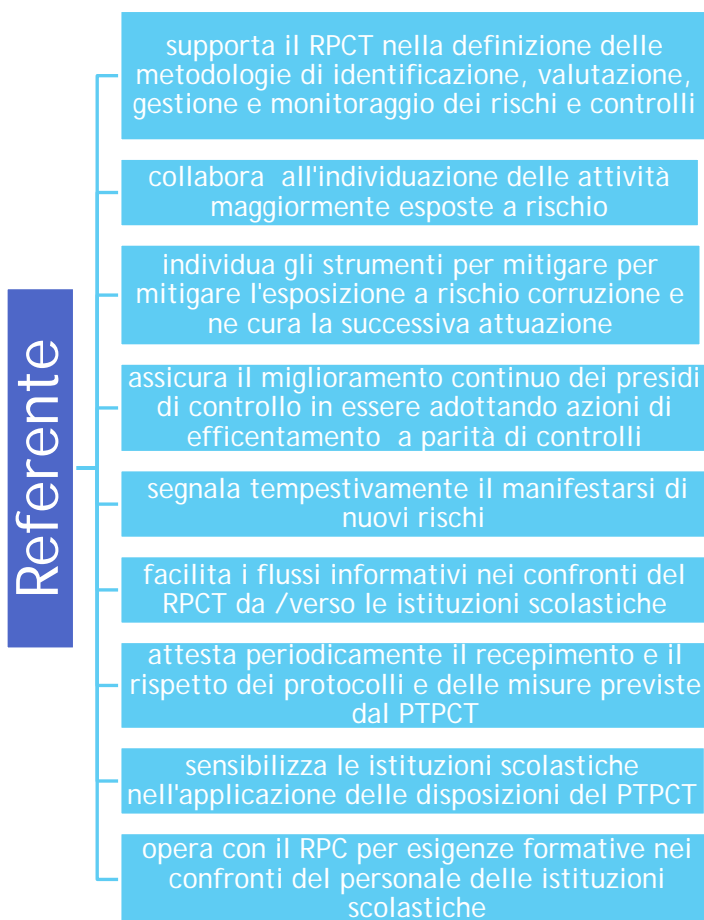 Referente
supporta il RPCT nella definizione delle
metodologie di identificazione, valutazione,
gestione e monitoraggio dei rischi e controlli
collabora  all'individuazione delle attività
maggiormente esposte a rischio
individua gli strumenti per mitigare per
mitigare l'esposizione a rischio corruzione e
ne cura la successiva attuazione
assicura il miglioramento continuo dei presidi
di controllo in essere adottando azioni di
efficentamento  a parità di controlli
segnala tempestivamente il manifestarsi di
nuovi rischi
facilita i flussi informativi nei confronti del
RPCT da /verso le istituzioni scolastiche
attesta periodicamente il recepimento e il
rispetto dei protocolli e delle misure previste
dal PTPCT
sensibilizza le istituzioni scolastiche
nell'applicazione delle disposizioni del PTPCT
opera con il RPC per esigenze formative nei
confronti del personale delle istituzioni
scolastiche